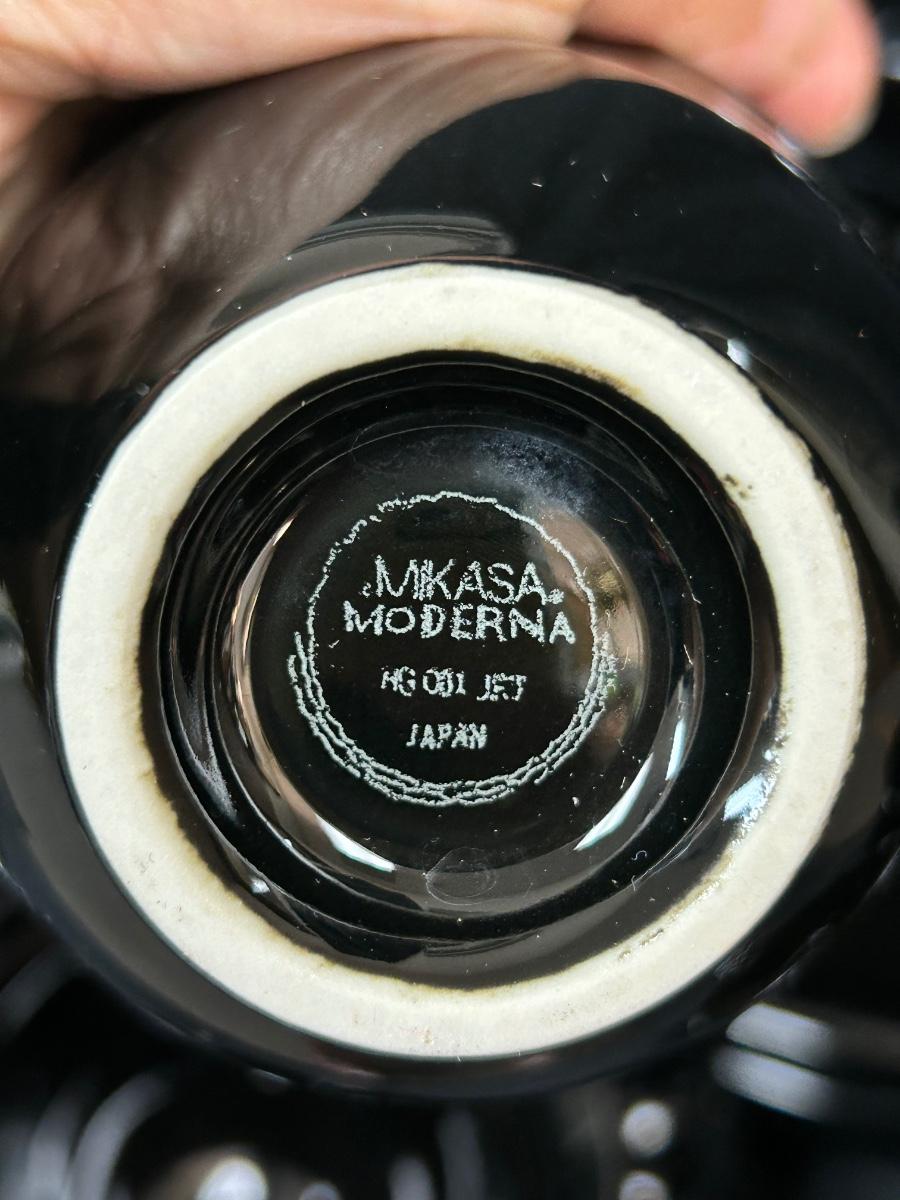 MIKASA
MODERNA
HG 001 JET
JAPAN